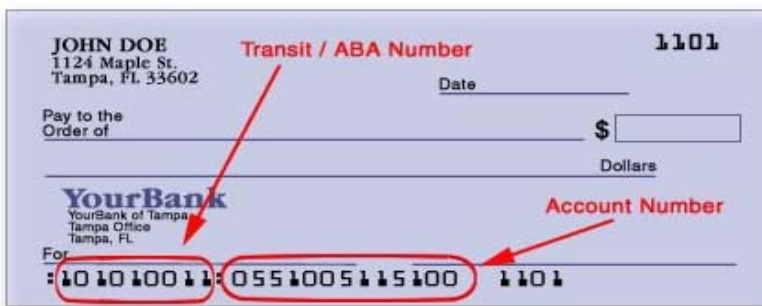 JOHN DOE Transit / ABA Number 1101
1124 Maple St.
Tampa, FL 33602
Date
Pay to the
Order of $
Dollars
YourBank
YourBank of Tampa
Tampa Office Account Number
Tampa, FL
For
⑆101010011⑆0551005115100 1101